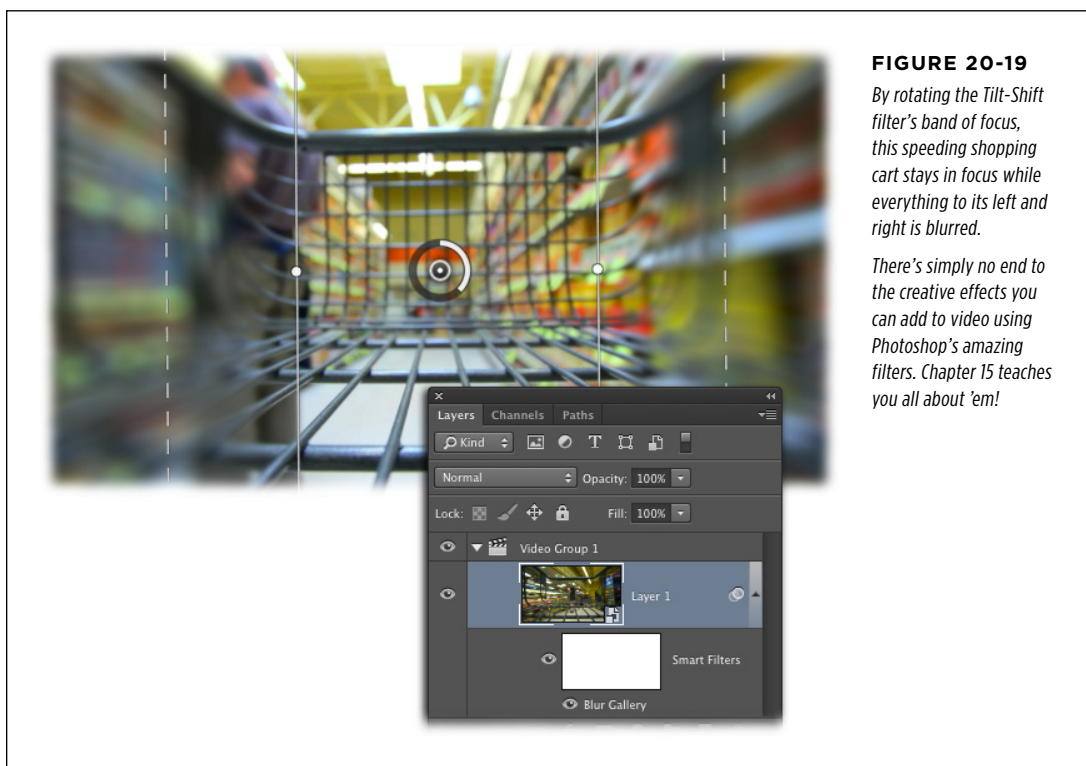 FIGURE 20-19
By rotating the Tilt-Shift
filter’s band of focus,
this speeding shopping
cart stays in focus while
everything to its left and
right is blurred.
There’s simply no end to
the creative effects you
can add to video using
Photoshop’s amazing
filters. Chapter 15 teaches
you all about ’em!
Layers Channels Paths
Kind
Normal Opacity: 100%
Lock: Fill: 100%
Video Group 1
Layer 1
Smart Filters
Blur Gallery